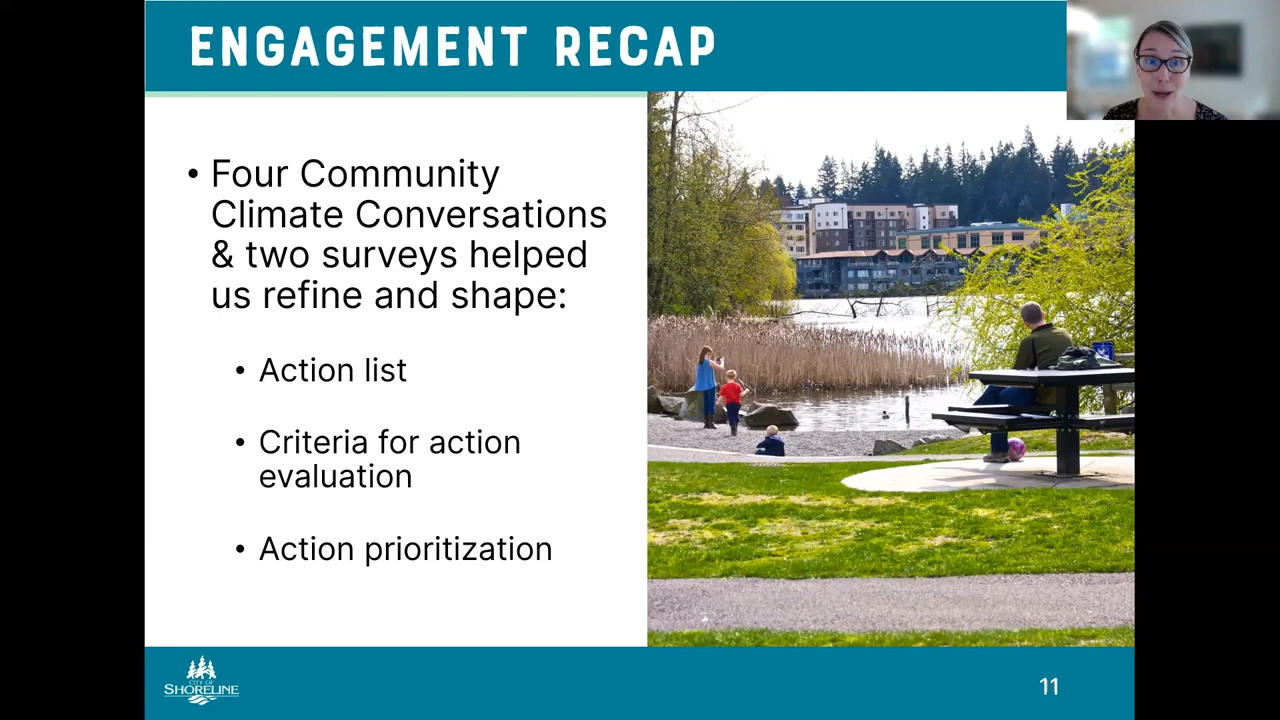 ENGAGEMENT RECAP
• Four Community
Climate Conversations
& two surveys helped
us refine and shape:
• Action list
• Criteria for action
evaluation
• Action prioritization
CITY OF
SHORELINE
11